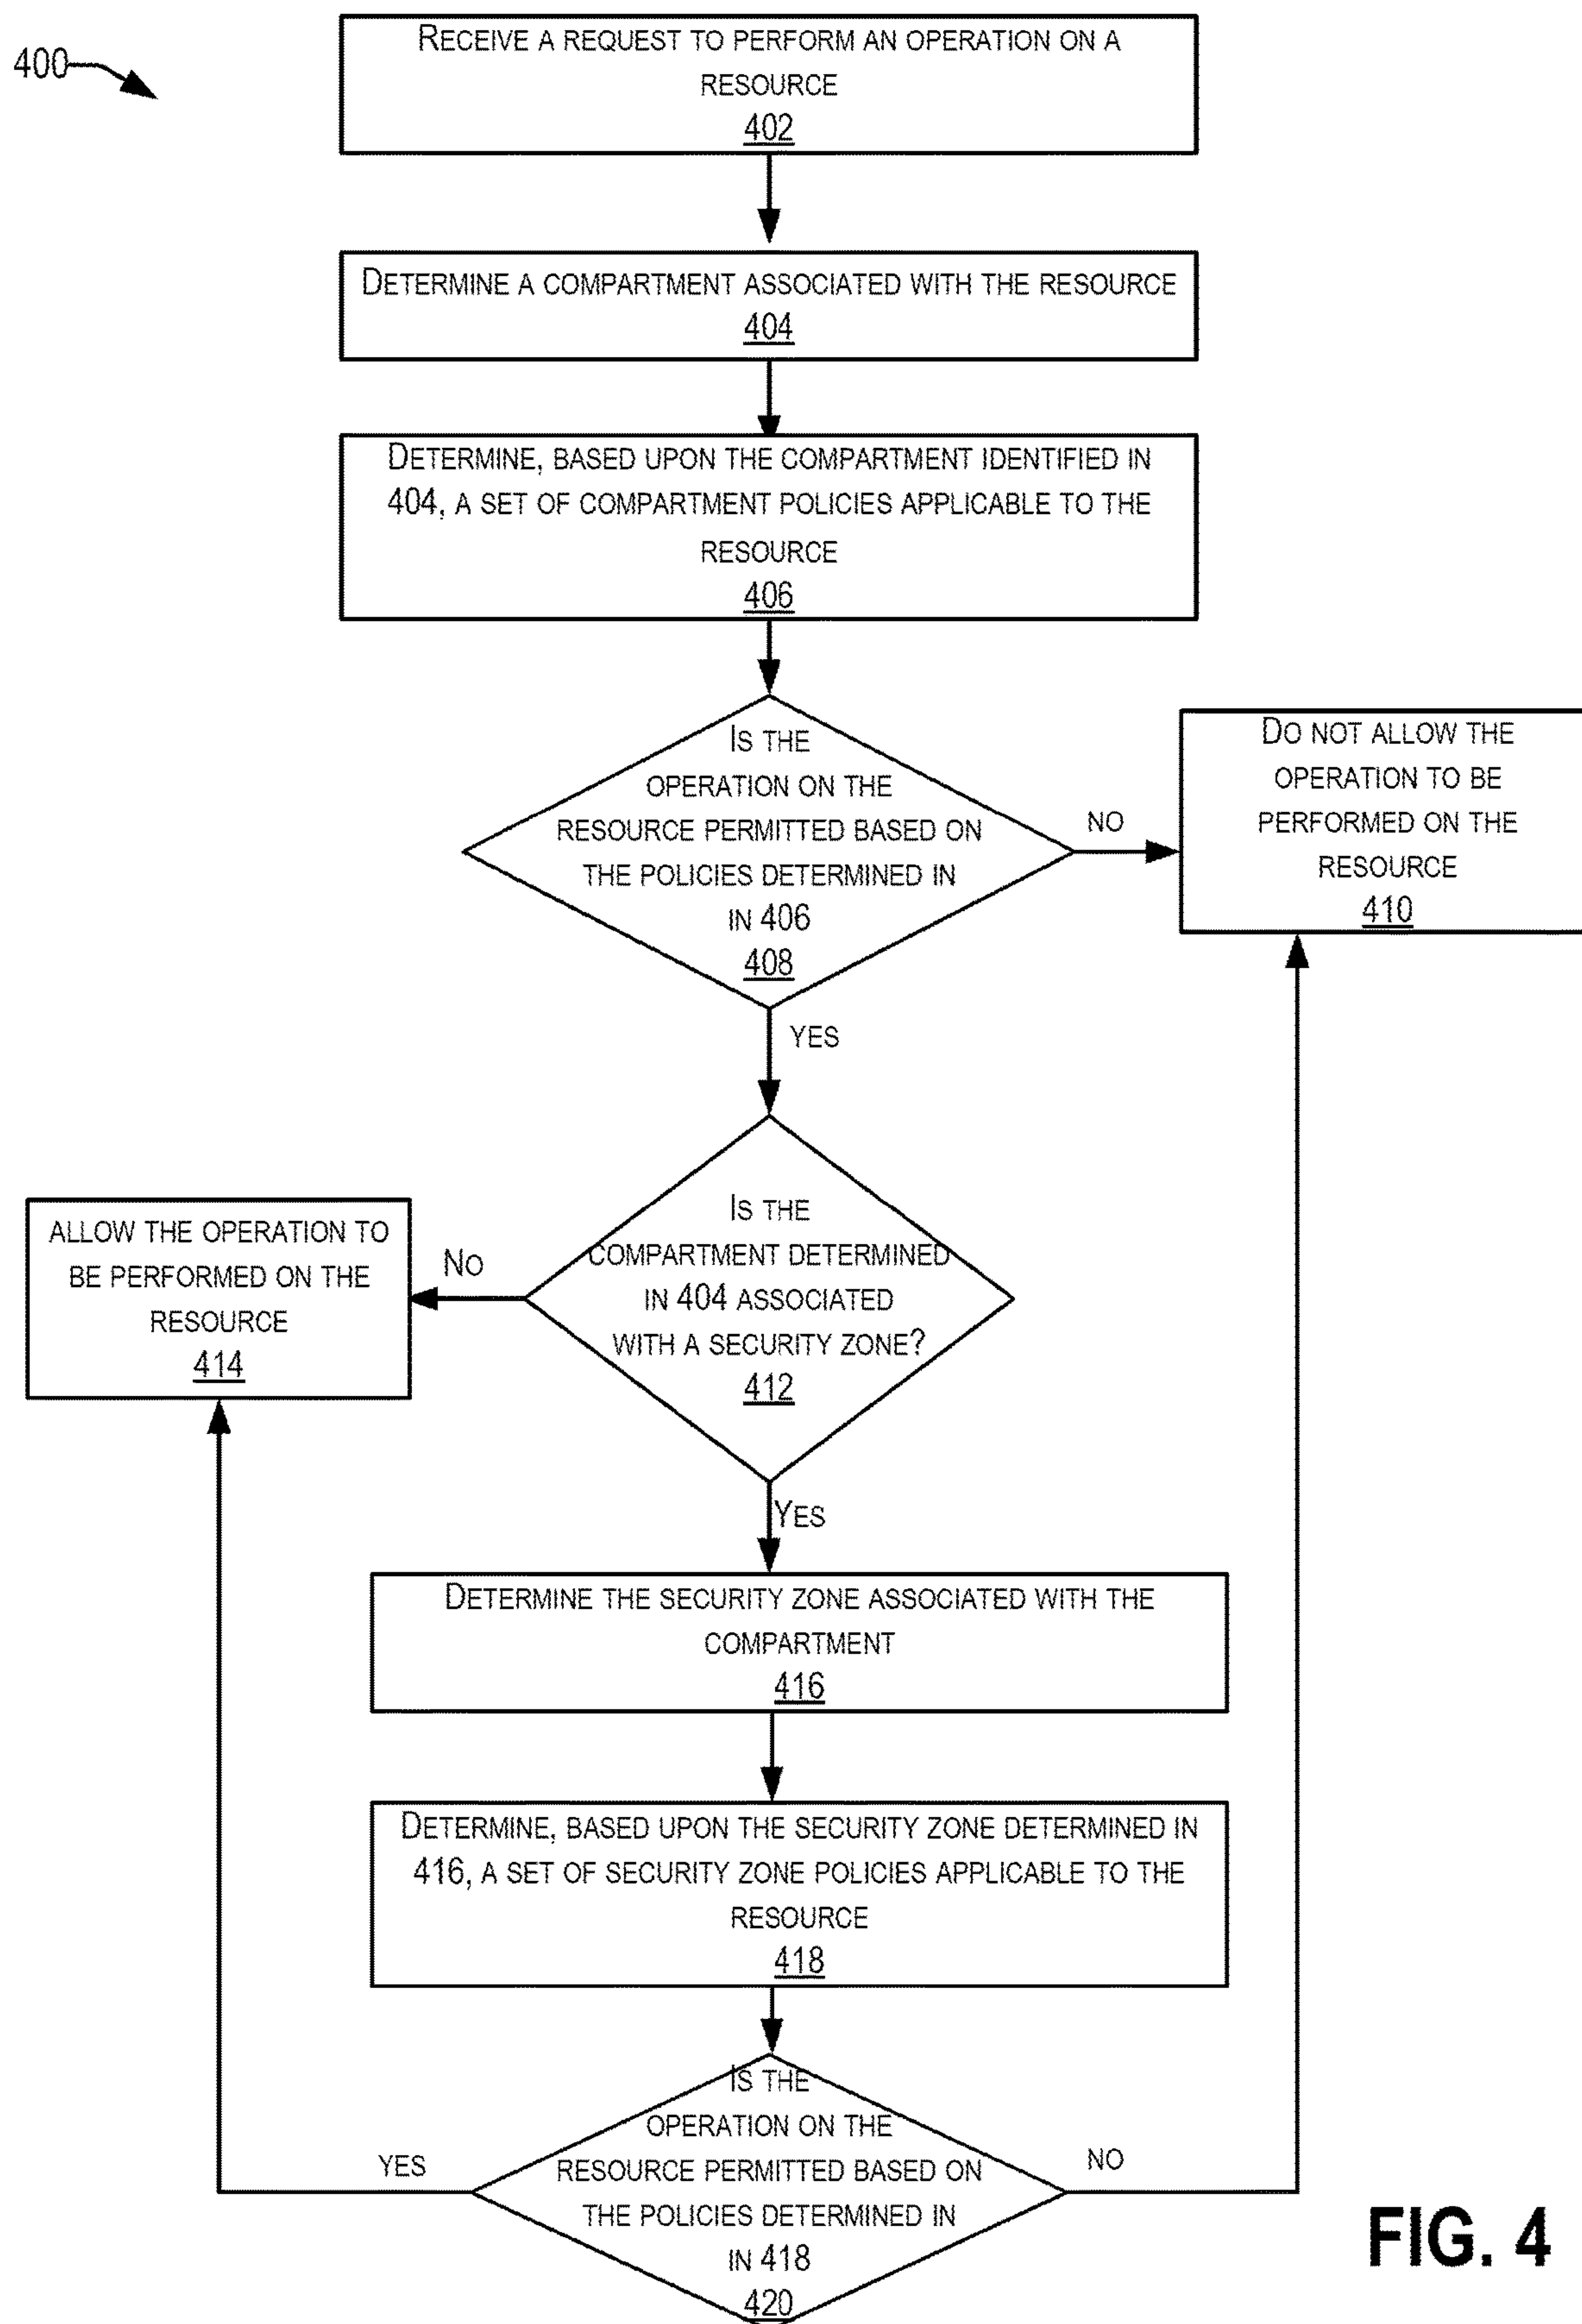 400
RECEIVE A REQUEST TO PERFORM AN OPERATION ON A
RESOURCE
402
DETERMINE A COMPARTMENT ASSOCIATED WITH THE RESOURCE
404
DETERMINE, BASED UPON THE COMPARTMENT IDENTIFIED IN
404, A SET OF COMPARTMENT POLICIES APPLICABLE TO THE
RESOURCE
406
IS THE
OPERATION ON THE
RESOURCE PERMITTED BASED ON
THE POLICIES DETERMINED IN
IN 406
408
NO
DO NOT ALLOW THE
OPERATION TO BE
PERFORMED ON THE
RESOURCE
410
YES
IS THE
COMPARTMENT DETERMINED
IN 404 ASSOCIATED
WITH A SECURITY ZONE?
412
NO
ALLOW THE OPERATION TO
BE PERFORMED ON THE
RESOURCE
414
YES
DETERMINE THE SECURITY ZONE ASSOCIATED WITH THE
COMPARTMENT
416
DETERMINE, BASED UPON THE SECURITY ZONE DETERMINED IN
416, A SET OF SECURITY ZONE POLICIES APPLICABLE TO THE
RESOURCE
418
IS THE
OPERATION ON THE
RESOURCE PERMITTED BASED ON
THE POLICIES DETERMINED IN
IN 418
420
YES
NO
FIG. 4